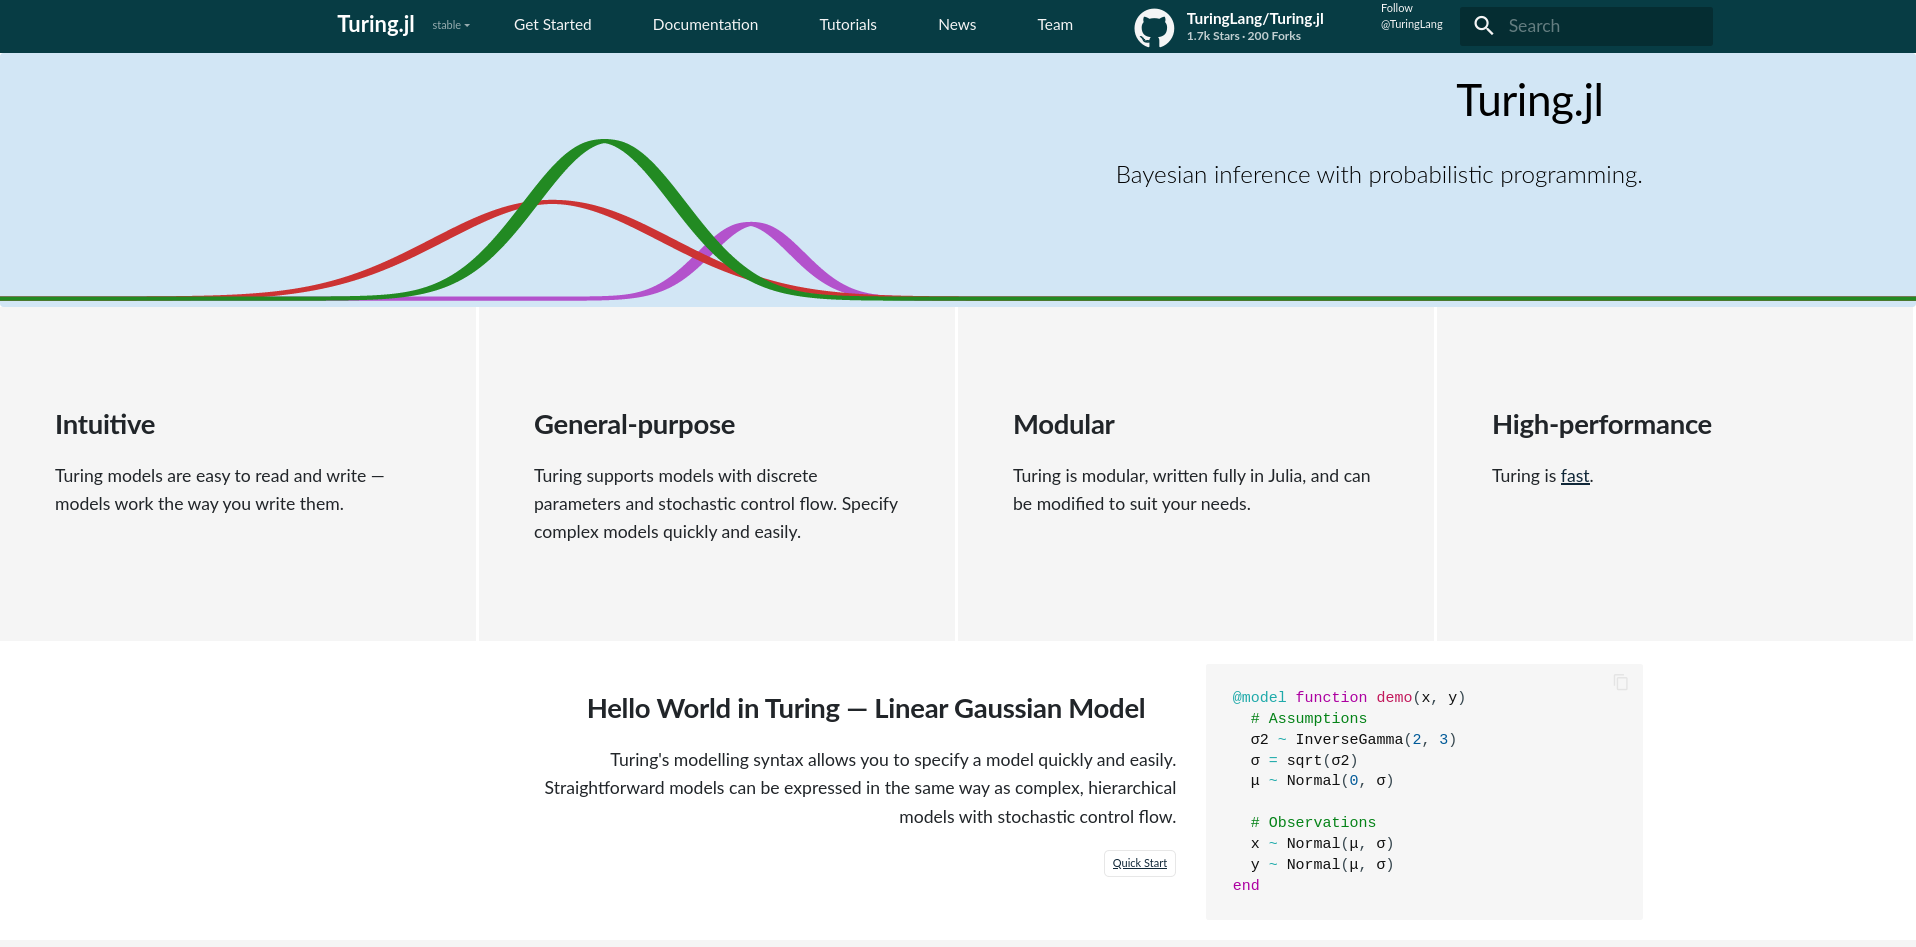 Turing.jl
stable
Get Started
Documentation
Tutorials
News
Team
TuringLang/Turing.jl
1.7k Stars · 200 Forks
Follow
@TuringLang
Search
Turing.jl
Bayesian inference with probabilistic programming.
Intuitive
Turing models are easy to read and write —
models work the way you write them.
General-purpose
Turing supports models with discrete
parameters and stochastic control flow. Specify
complex models quickly and easily.
Modular
Turing is modular, written fully in Julia, and can
be modified to suit your needs.
High-performance
Turing is fast.
Hello World in Turing — Linear Gaussian Model
Turing's modelling syntax allows you to specify a model quickly and easily.
Straightforward models can be expressed in the same way as complex, hierarchical
models with stochastic control flow.
Quick Start
@model function demo(x, y)
  # Assumptions
  σ2 ~ InverseGamma(2, 3)
  σ = sqrt(σ2)
  μ ~ Normal(0, σ)
  # Observations
  x ~ Normal(μ, σ)
  y ~ Normal(μ, σ)
end